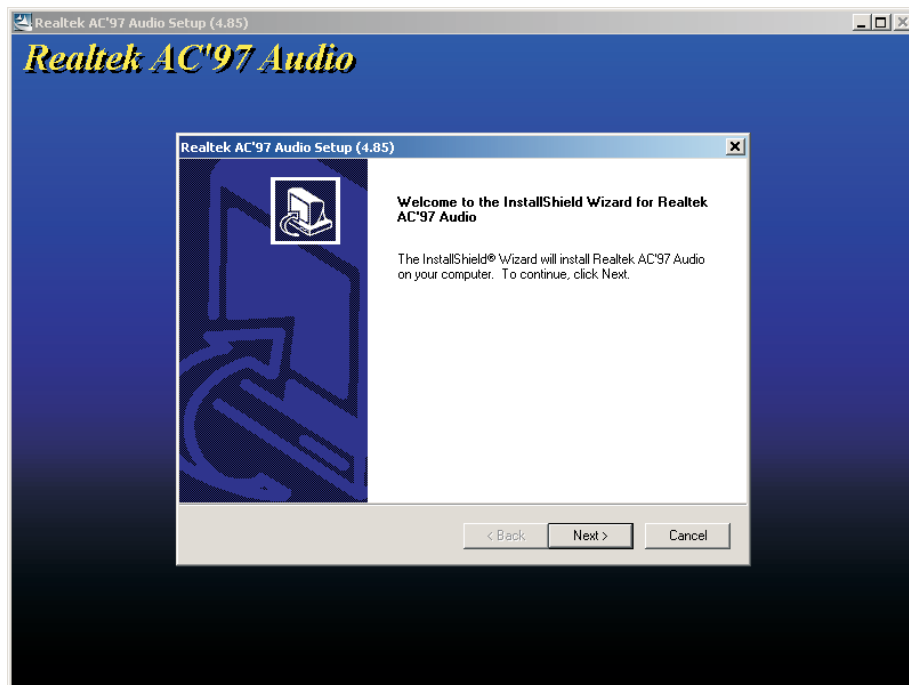 Realtek AC'97 Audio Setup (4.85)
Realtek AC'97 Audio
Realtek AC'97 Audio Setup (4.85)
Welcome to the InstallShield Wizard for Realtek
AC'97 Audio
The InstallShield® Wizard will install Realtek AC'97 Audio
on your computer.  To continue, click Next.
< Back
Next >
Cancel